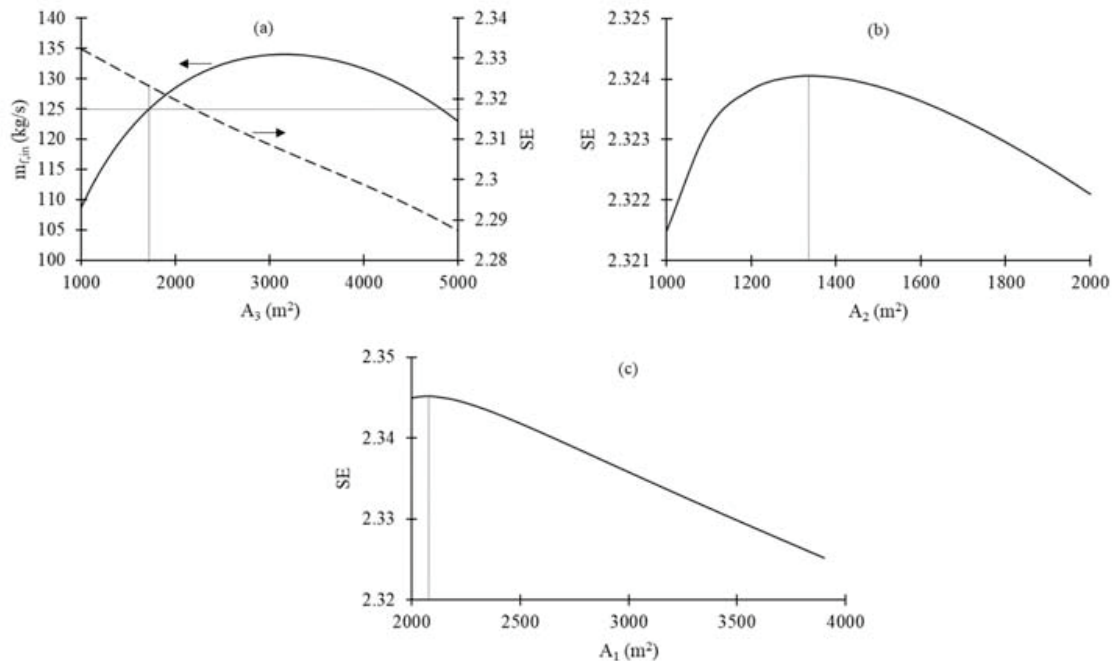 (a)
140
135
130
125
120
115
110
105
100
m_f,in (kg/s)
2.34
2.33
2.32
2.31
2.3
2.29
2.28
SE
1000 2000 3000 4000 5000
A₃ (m²)
(b)
2.325
2.324
2.323
2.322
2.321
SE
1000 1200 1400 1600 1800 2000
A₂ (m²)
(c)
2.35
2.34
2.33
2.32
SE
2000 2500 3000 3500 4000
A₁ (m²)